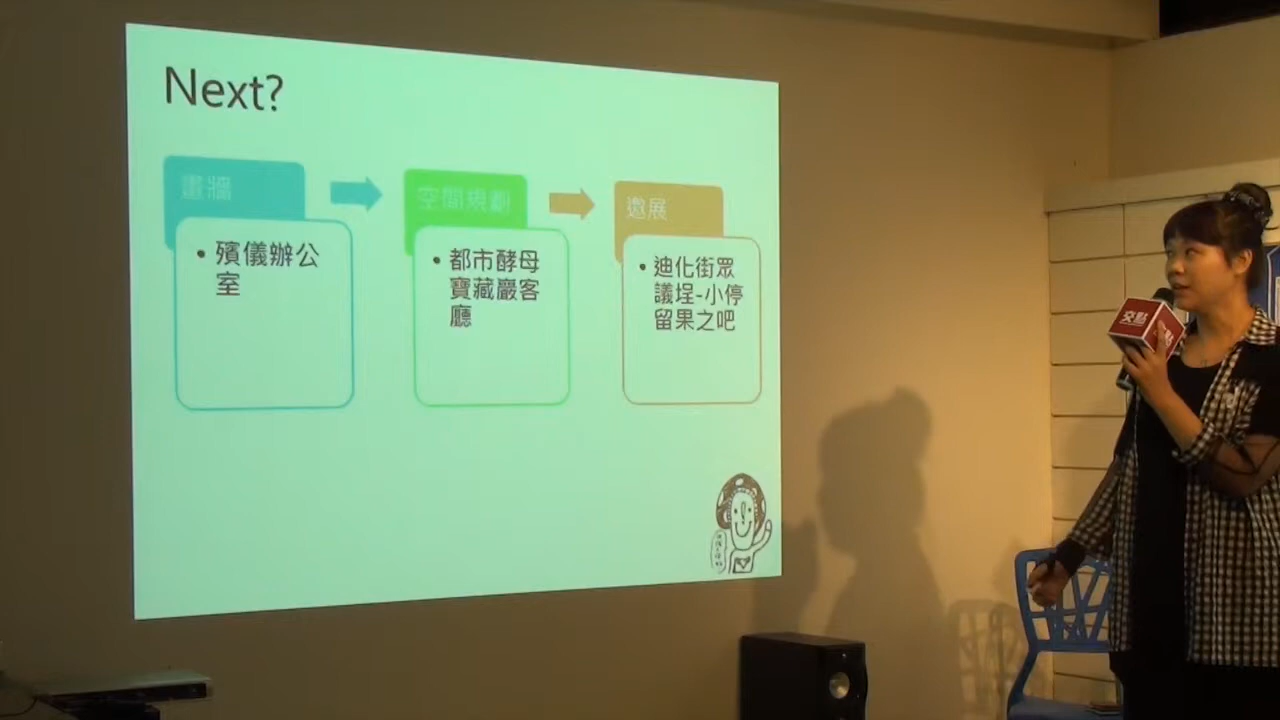 Next?
畫牆
殯儀辦公
室
空間規劃
都市酵母
寶藏巖客
廳
邀展
迪化街眾
議埕-小停
留果之吧
交點